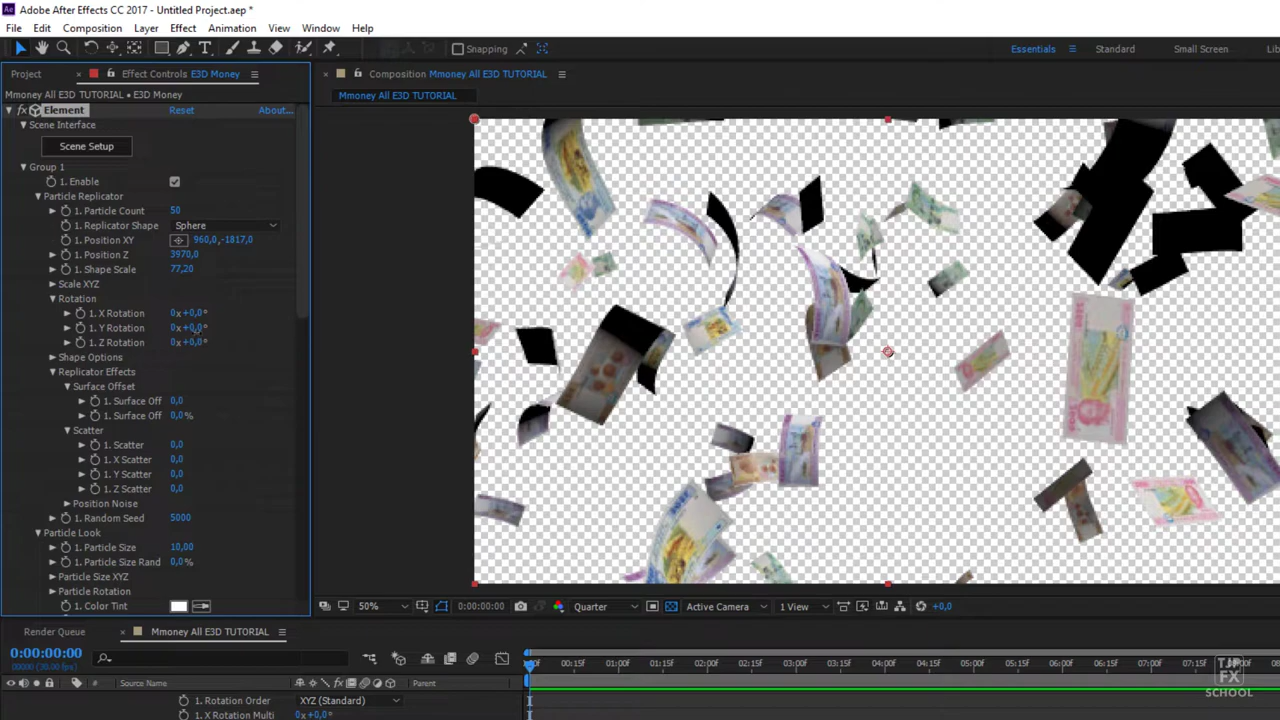 Adobe After Effects CC 2017 - Untitled Project.aep *
File Edit Composition Layer Effect Animation View Window Help
Snapping Essentials Standard Small Screen Lib
Project Effect Controls E3D Money
Composition Mmoney All E3D TUTORIAL
Mmoney All E3D TUTORIAL • E3D Money
Mmoney All E3D TUTORIAL
fx Element Reset About...
Scene Interface
Scene Setup
Group 1
1. Enable
Particle Replicator
1. Particle Count 50
1. Replicator Shape Sphere
1. Position XY 960,0,-1817,0
1. Position Z 3970,0
1. Shape Scale 77,20
Scale XYZ
Rotation
1. X Rotation 0x+0,0°
1. Y Rotation 0x+0,0°
1. Z Rotation 0x+0,0°
Shape Options
Replicator Effects
Surface Offset
1. Surface Off 0,0
1. Surface Off 0,0 %
Scatter
1. Scatter 0,0
1. X Scatter 0,0
1. Y Scatter 0,0
1. Z Scatter 0,0
Position Noise
1. Random Seed 5000
Particle Look
1. Particle Size 10,00
1. Particle Size Rand 0,0 %
Particle Size XYZ
Particle Rotation
1. Color Tint
50% 0:00:00:00 Quarter Active Camera 1 View +0,0
Render Queue Mmoney All E3D TUTORIAL
0:00:00:00
00000 (30.00 fps)
00:15f 01:00f 01:15f 02:00f 02:15f 03:00f 03:15f 04:00f 04:15f 05:00f 05:15f 06:00f 06:15f 07:00f 07:15f
# Source Name Parent
1. Rotation Order XYZ (Standard)
1. X Rotation Multi 0x+0,0°
SCHOOL